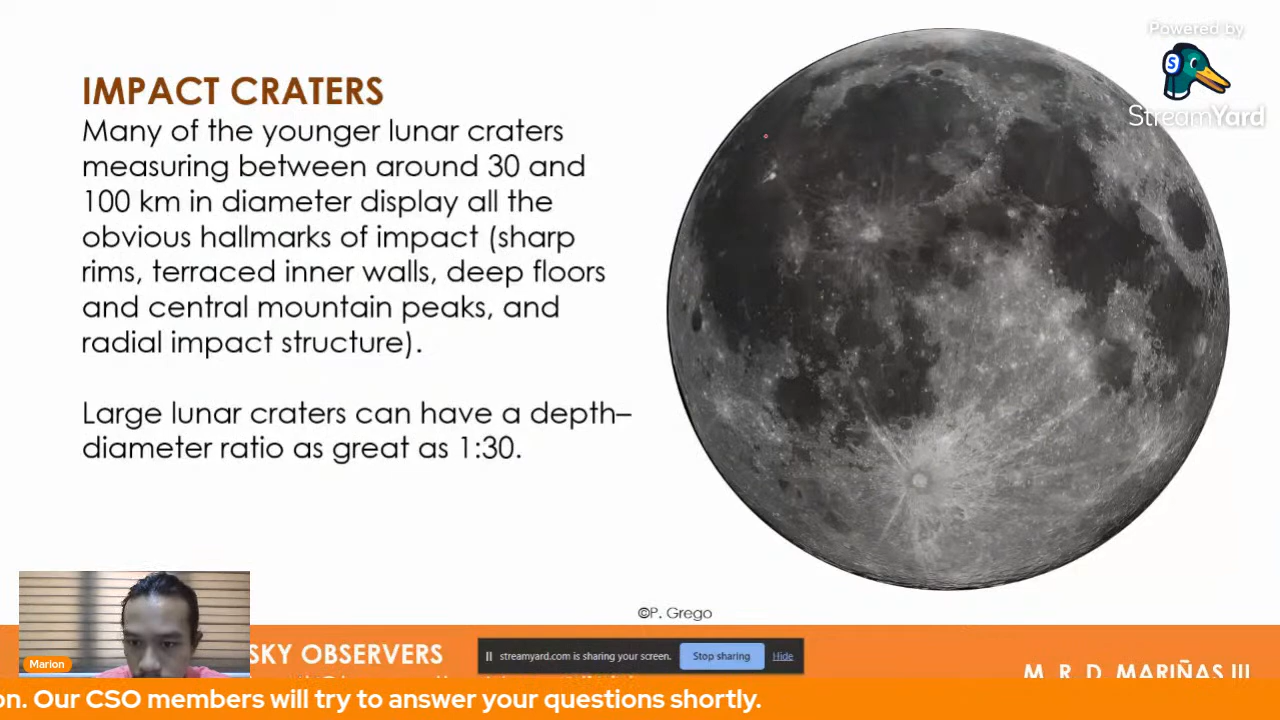 Powered by
StreamYard
IMPACT CRATERS
Many of the younger lunar craters
measuring between around 30 and
100 km in diameter display all the
obvious hallmarks of impact (sharp
rims, terraced inner walls, deep floors
and central mountain peaks, and
radial impact structure).
Large lunar craters can have a depth–
diameter ratio as great as 1:30.
©P. Grego
SKY OBSERVERS
streamyard.com is sharing your screen.
Stop sharing
Hide
M. R. D. MARIÑAS III
Marion
on. Our CSO members will try to answer your questions shortly.